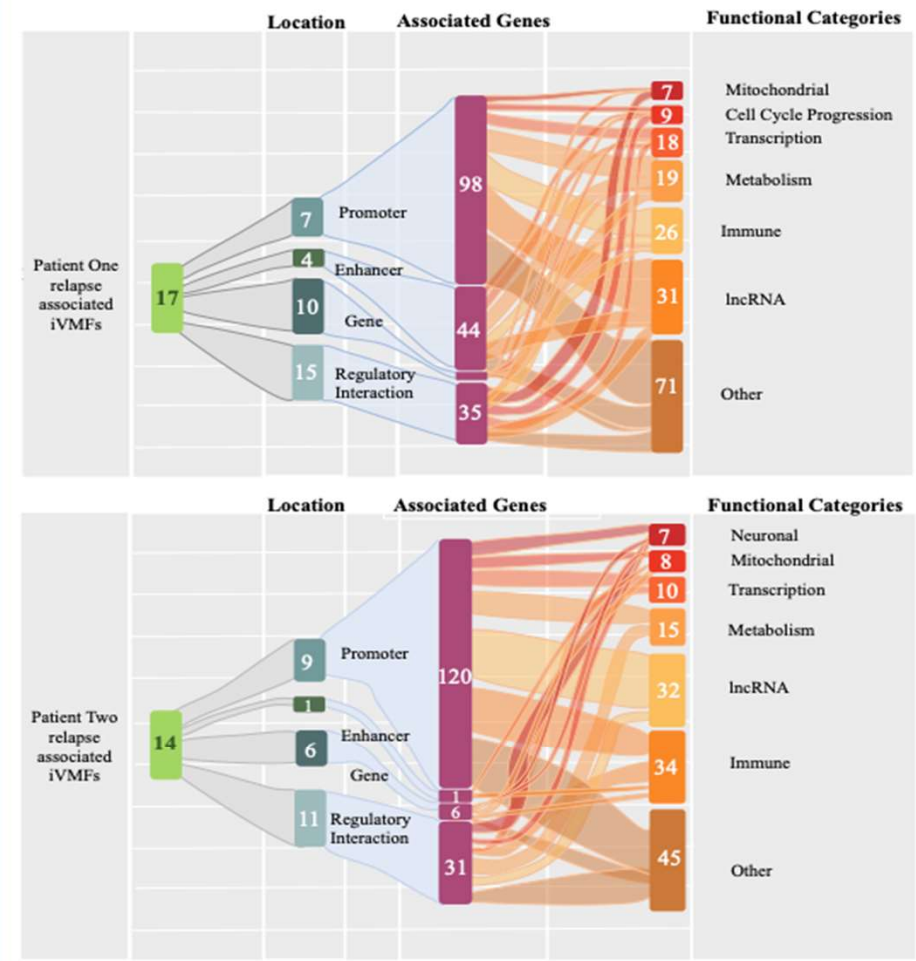 Location Associated Genes Functional Categories
Patient One
relapse
associated
iVMFs
17
7
4
10
15
Promoter
Enhancer
Gene
Regulatory
Interaction
98
44
35
7
9
18
19
26
31
71
Mitochondrial
Cell Cycle Progression
Transcription
Metabolism
Immune
lncRNA
Other
Location Associated Genes Functional Categories
Patient Two
relapse
associated
iVMFs
14
9
1
6
11
Promoter
Enhancer
Gene
Regulatory
Interaction
120
1
6
31
7
8
10
15
32
34
45
Neuronal
Mitochondrial
Transcription
Metabolism
lncRNA
Immune
Other